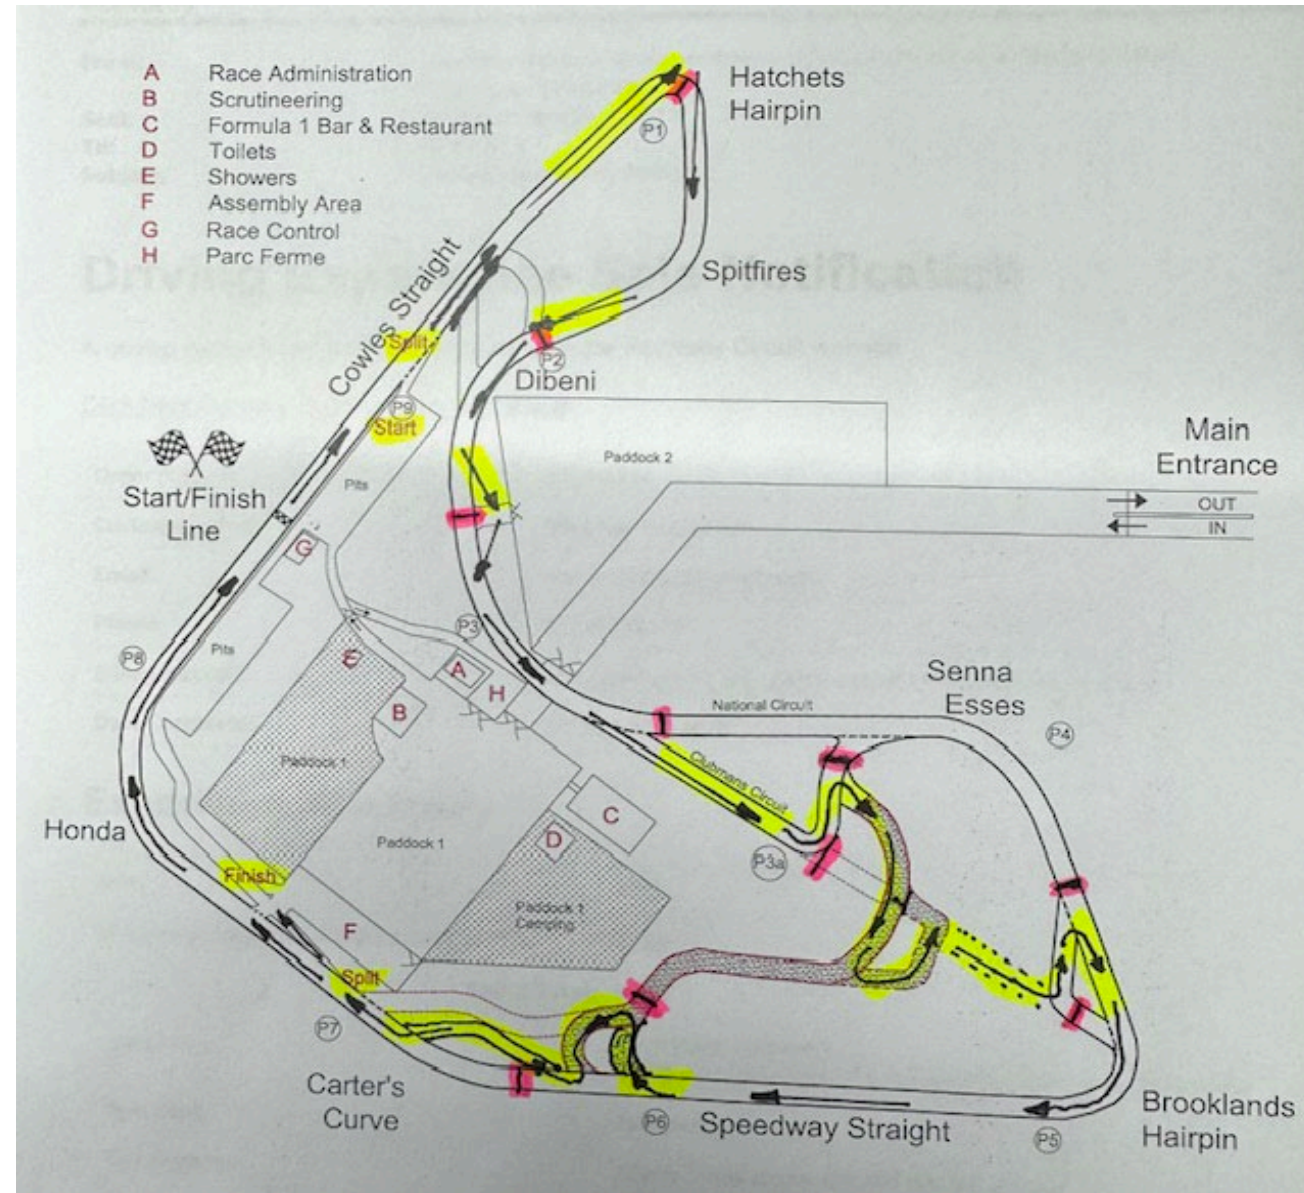 A Race Administration
B Scrutineering
C Formula 1 Bar & Restaurant
D Toilets
E Showers
F Assembly Area
G Race Control
H Parc Ferme
Hatchets
Hairpin
P1
Spitfires
Cowles Straight
Split
P2
Dibeni
P9
Start
Paddock 2
Main
Entrance
OUT
IN
Start/Finish
Line
Pits
G
P3
P8
Pits
E
A
H
B
Senna
Esses
National Circuit
P4
Paddock 1
Clubmans Circuit
C
D
Paddock 1
Honda
P3a
Finish
Paddock 1
Camping
F
Split
P7
Carter's
Curve
P6
Speedway Straight
P5
Brooklands
Hairpin